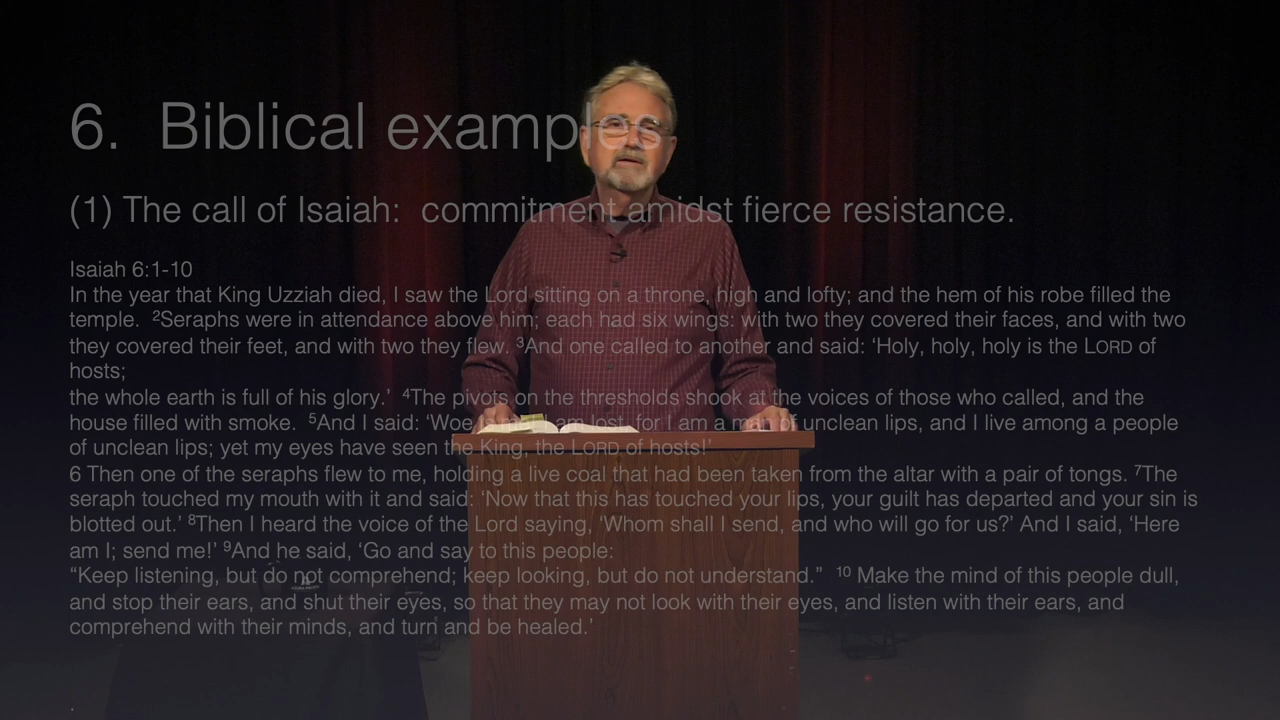 6. Biblical examples
(1) The call of Isaiah: commitment amidst fierce resistance.
Isaiah 6:1-10
In the year that King Uzziah died, I saw the Lord sitting on a throne, high and lofty; and the hem of his robe filled the
temple. ²Seraphs were in attendance above him; each had six wings: with two they covered their faces, and with two
they covered their feet, and with two they flew. ³And one called to another and said: ‘Holy, holy, holy is the LORD of
hosts;
the whole earth is full of his glory.’ ⁴The pivots on the thresholds shook at the voices of those who called, and the
house filled with smoke. ⁵And I said: ‘Woe am lost, for I am a unclean lips, and I live among a people
of unclean lips; yet my eyes have seen the King, the LORD of hosts!’
6 Then one of the seraphs flew to me, holding a live coal that had been taken from the altar with a pair of tongs. ⁷The
seraph touched my mouth with it and said: ‘Now that this has touched your lips, your guilt has departed and your sin is
blotted out.’ ⁸Then I heard the voice of the Lord saying, ‘Whom shall I send, and who will go for us?’ And I said, ‘Here
am I; send me!’ ⁹And he said, ‘Go and say to this people:
“Keep listening, but do not comprehend; keep looking, but do not understand.” ¹⁰ Make the mind of this people dull,
and stop their ears, and shut their eyes, so that they may not look with their eyes, and listen with their ears, and
comprehend with their minds, and turn and be healed.’